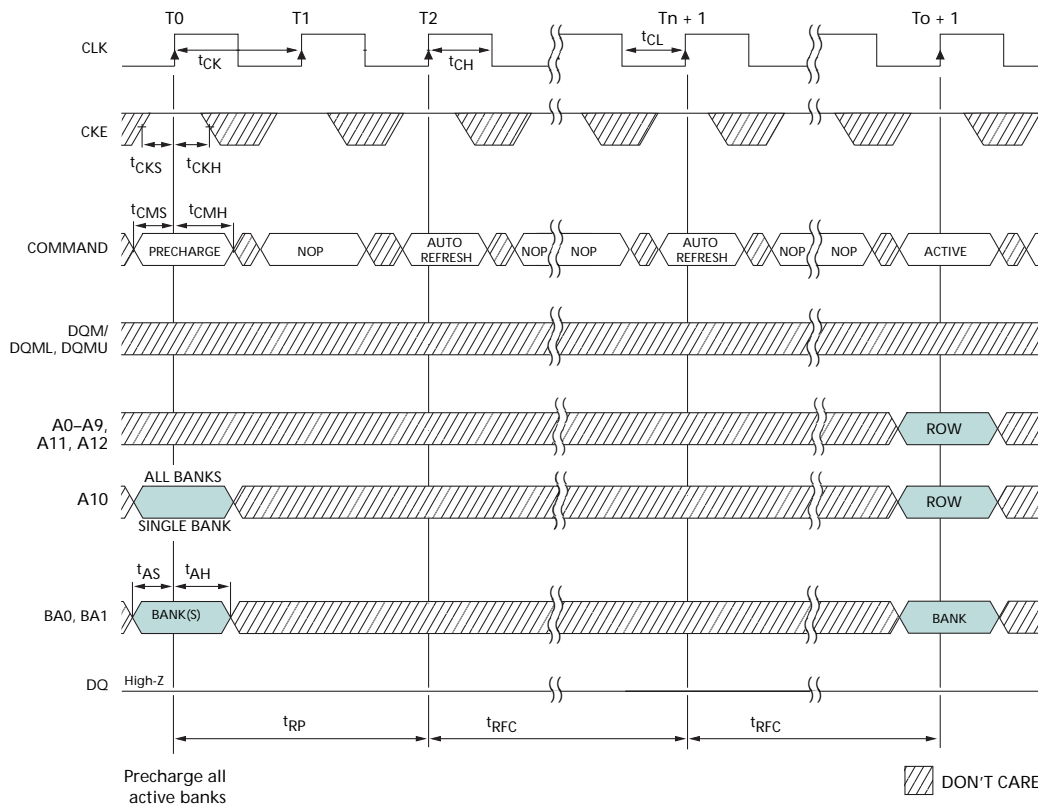 T0 T1 T2 Tn + 1 To + 1
CLK
tCK tCH tCL
CKE
tCKS tCKH
tCMS tCMH
COMMAND PRECHARGE NOP AUTO REFRESH NOP NOP AUTO REFRESH NOP NOP ACTIVE
DQM/
DQML, DQMU
A0–A9,
A11, A12 ROW
ALL BANKS
A10 ROW
SINGLE BANK
tAS tAH
BA0, BA1 BANK(S) BANK
DQ High-Z
tRP tRFC tRFC
Precharge all
active banks
DON'T CARE